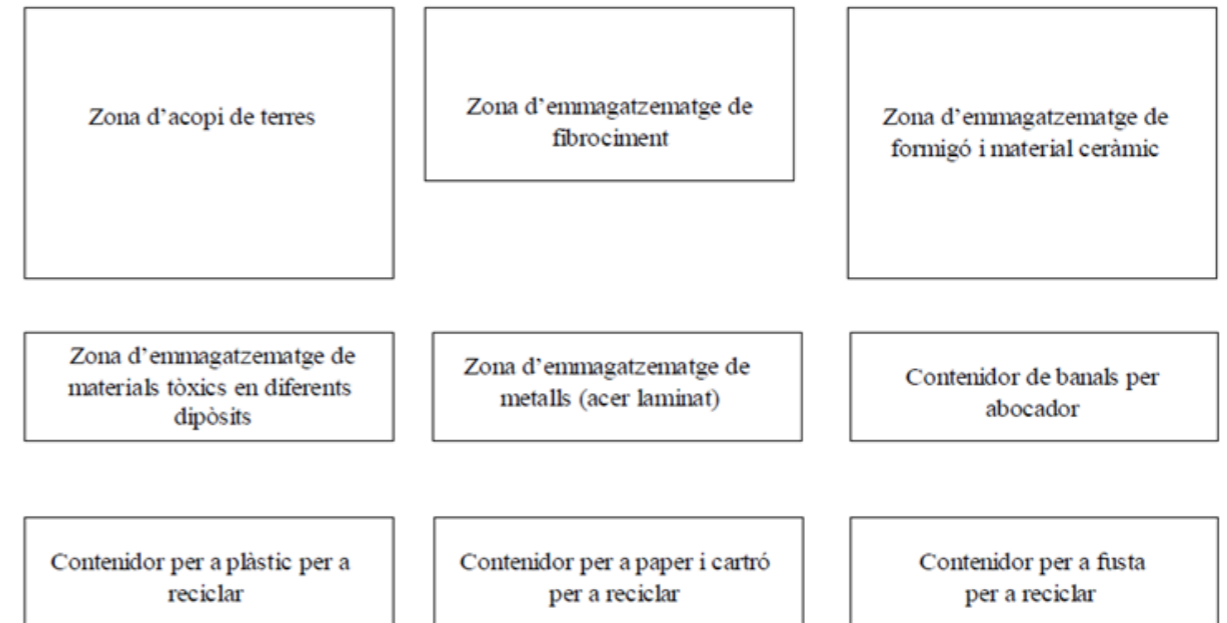 Zona d'acopi de terres
Zona d'emmagatzematge de
fibrociment
Zona d'emmagatzematge de
formigó i material ceràmic
Zona d'emmagatzematge de
materials tòxics en diferents
dipòsits
Zona d'emmagatzematge de
metalls (acer laminat)
Contenidor de banals per
abocador
Contenidor per a plàstic per a
reciclar
Contenidor per a paper i cartró
per a reciclar
Contenidor per a fusta
per a reciclar